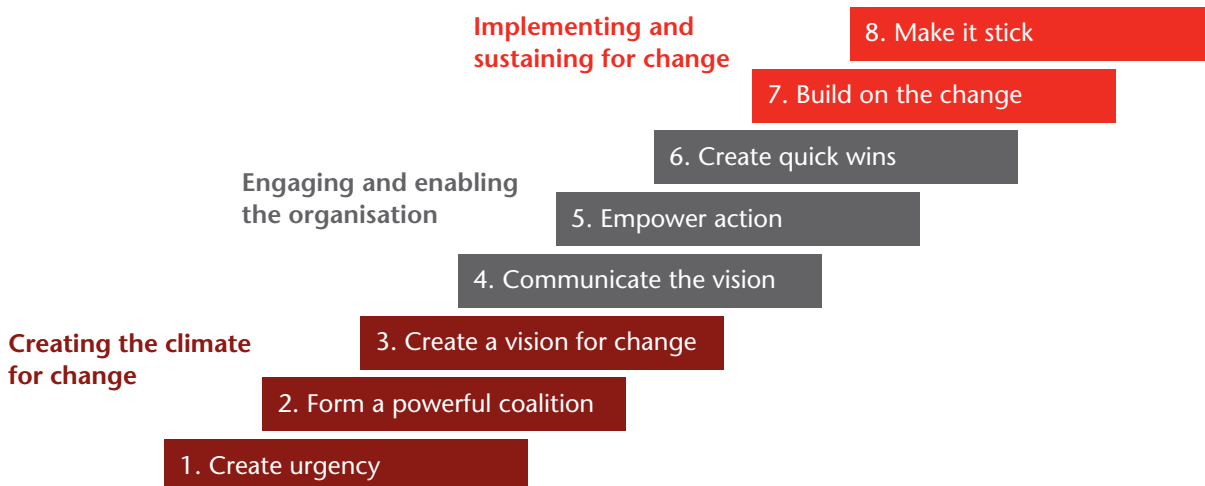 Implementing and
sustaining for change
8. Make it stick
7. Build on the change
6. Create quick wins
Engaging and enabling
the organisation
5. Empower action
4. Communicate the vision
3. Create a vision for change
Creating the climate
for change
2. Form a powerful coalition
1. Create urgency